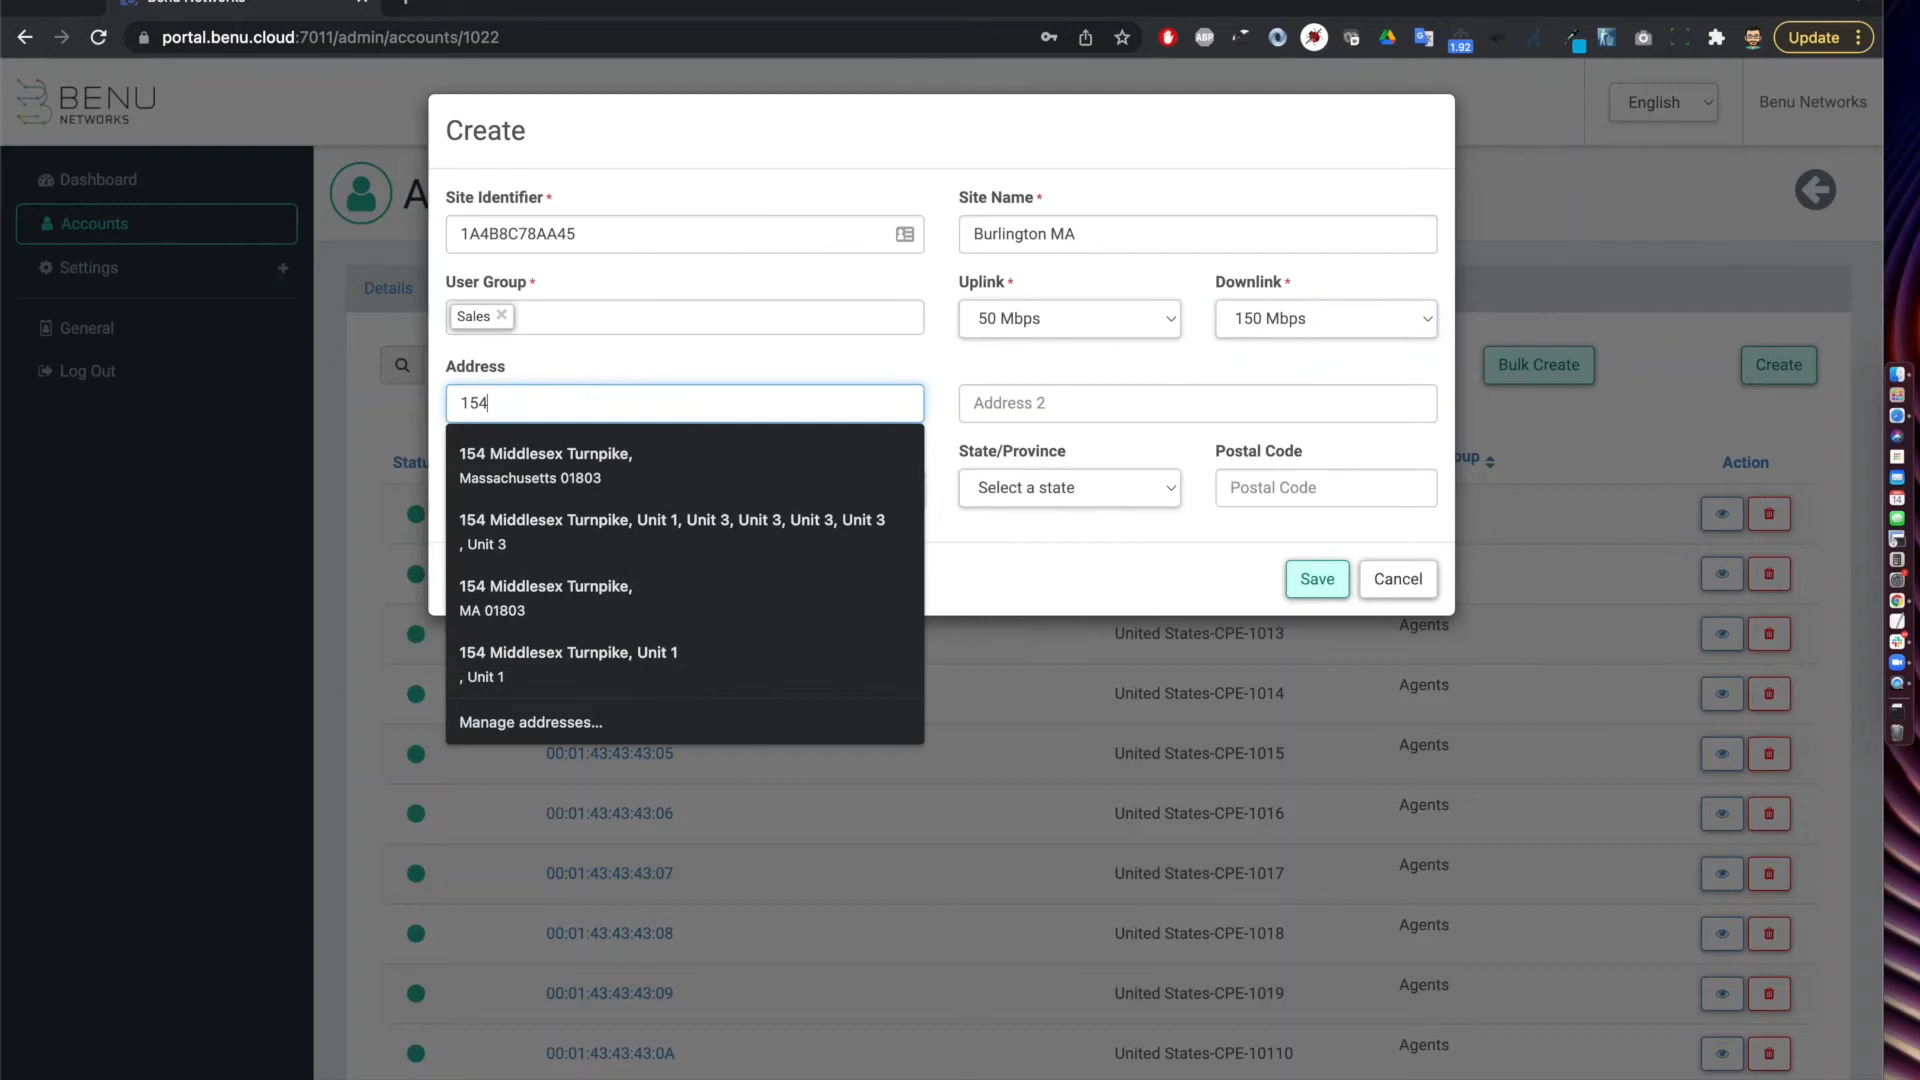 Benu Networks
portal.benu.cloud:7011/admin/accounts/1022
ABP
1.92
Update
BENU
NETWORKS
English
Benu Networks
Dashboard
Accounts
Settings
General
Log Out
A
Details
Create
Site Identifier *
1A4B8C78AA45
Site Name *
Burlington MA
User Group *
Sales
Uplink *
50 Mbps
Downlink *
150 Mbps
Address
154
Address 2
154 Middlesex Turnpike,
Massachusetts 01803
154 Middlesex Turnpike, Unit 1, Unit 3, Unit 3, Unit 3, Unit 3
, Unit 3
154 Middlesex Turnpike,
MA 01803
154 Middlesex Turnpike, Unit 1
, Unit 1
Manage addresses...
State/Province
Select a state
Postal Code
Postal Code
Save
Cancel
Bulk Create
Create
Statu
oup
Action
United States-CPE-1013
Agents
United States-CPE-1014
Agents
00:01:43:43:43:05
United States-CPE-1015
Agents
00:01:43:43:43:06
United States-CPE-1016
Agents
00:01:43:43:43:07
United States-CPE-1017
Agents
00:01:43:43:43:08
United States-CPE-1018
Agents
00:01:43:43:43:09
United States-CPE-1019
Agents
00:01:43:43:43:0A
United States-CPE-10110
Agents
14